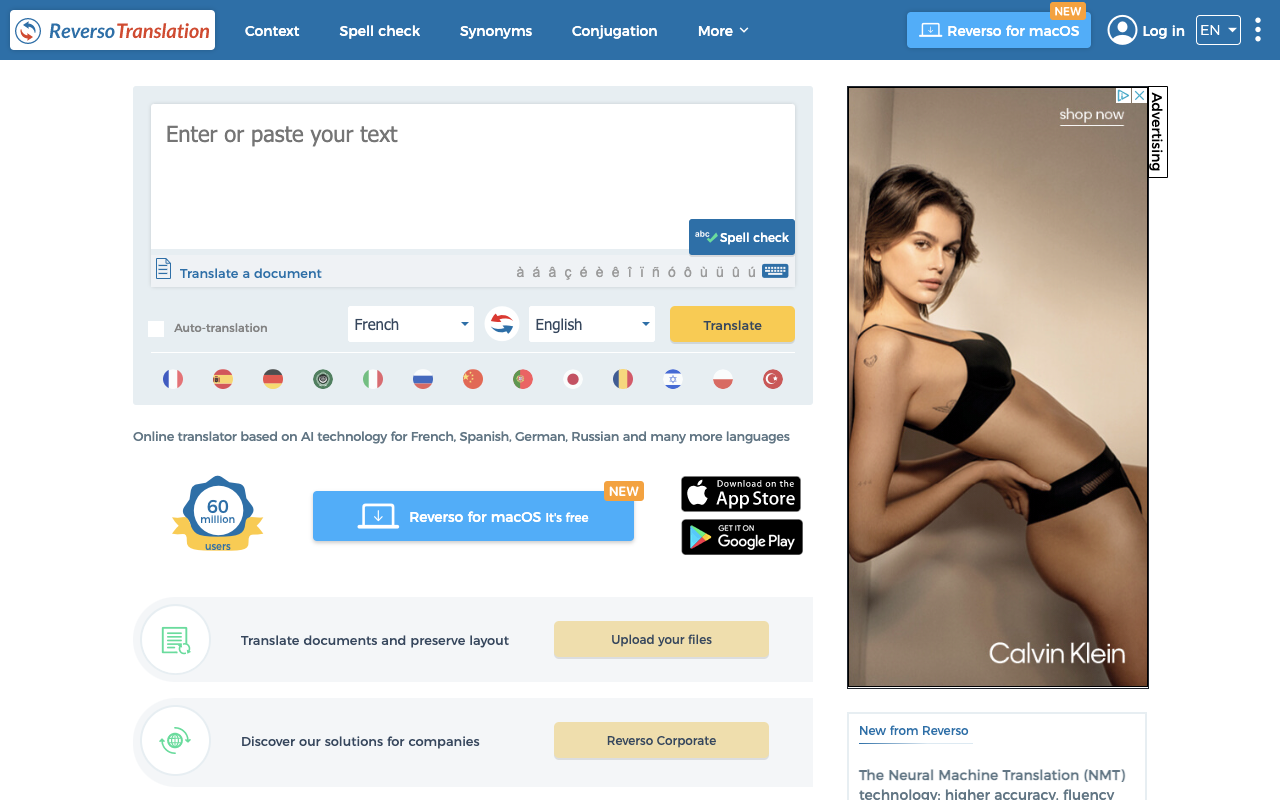 Reverso Translation
Context
Spell check
Synonyms
Conjugation
More
NEW
Reverso for macOS
Log in
EN
Enter or paste your text
abc
Spell check
Translate a document
à á â ç é è ê î ï ñ ó ô ù ü û ú
Auto-translation
French
English
Translate
Online translator based on AI technology for French, Spanish, German, Russian and many more languages
60
million
users
NEW
Reverso for macOS It's free
Download on the
App Store
GET IT ON
Google Play
Translate documents and preserve layout
Upload your files
Discover our solutions for companies
Reverso Corporate
shop now
Advertising
Calvin Klein
New from Reverso
The Neural Machine Translation (NMT)
technology: higher accuracy, fluency